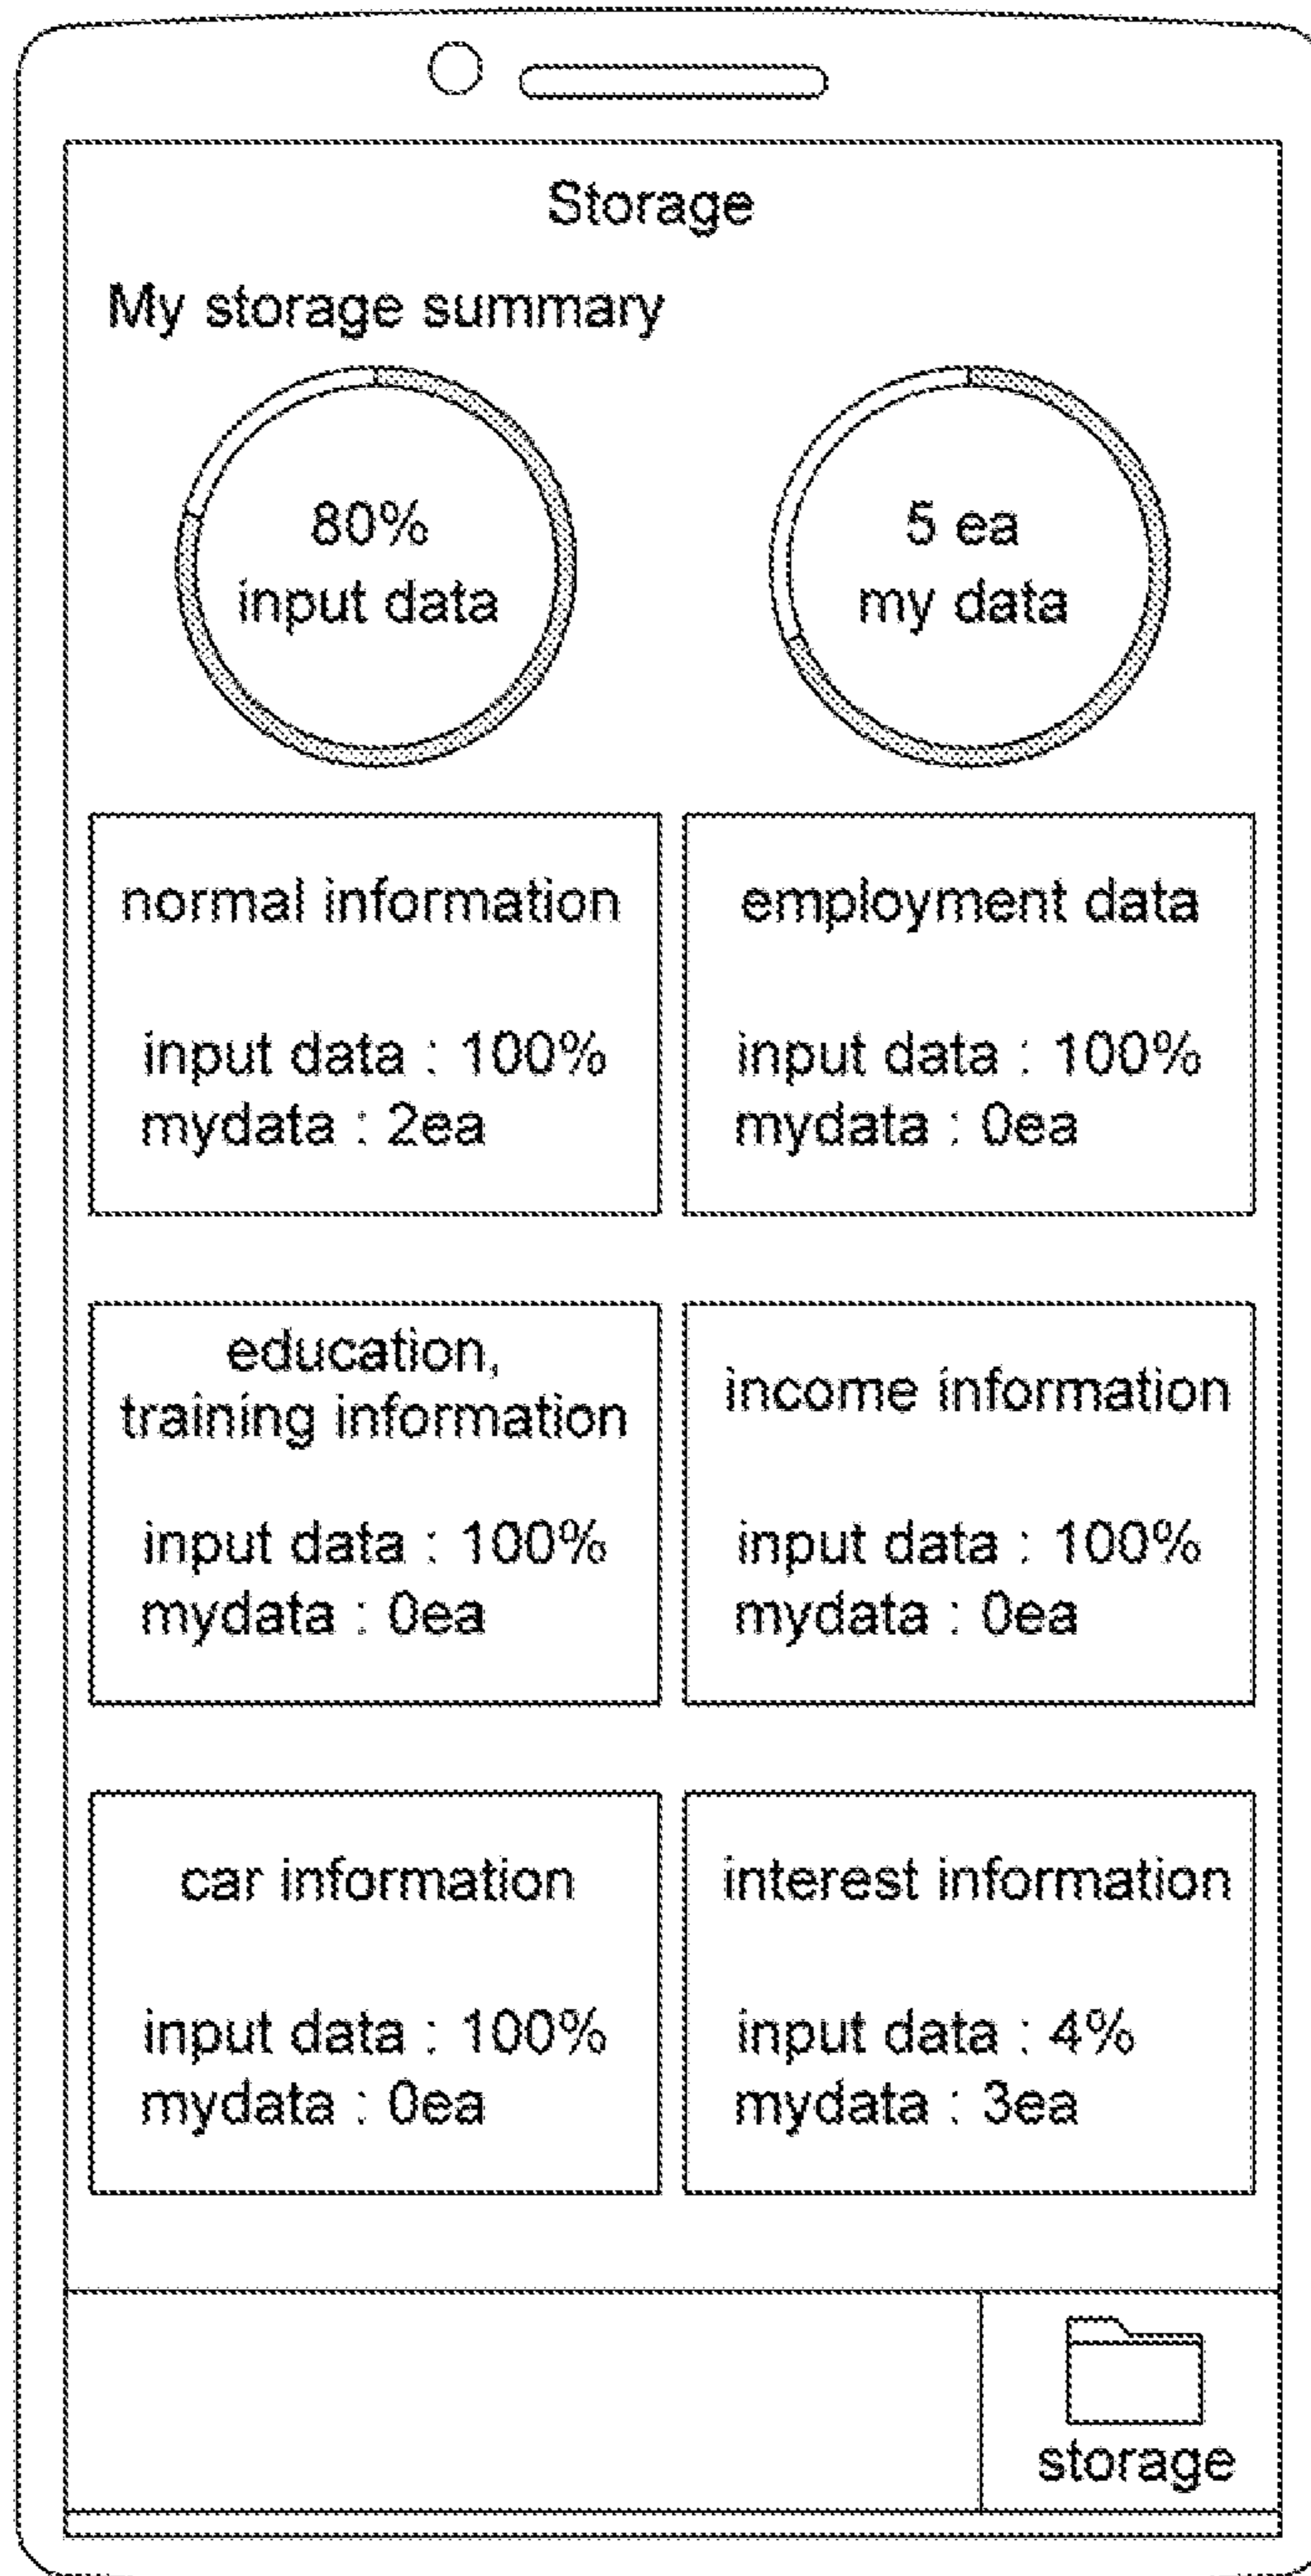 Storage
My storage summary
80%
input data
5 ea
my data
normal information
input data : 100%
mydata : 2ea
employment data
input data : 100%
mydata : 0ea
education,
training information
input data : 100%
mydata : 0ea
income information
input data : 100%
mydata : 0ea
car information
input data : 100%
mydata : 0ea
interest information
input data : 4%
mydata : 3ea
storage